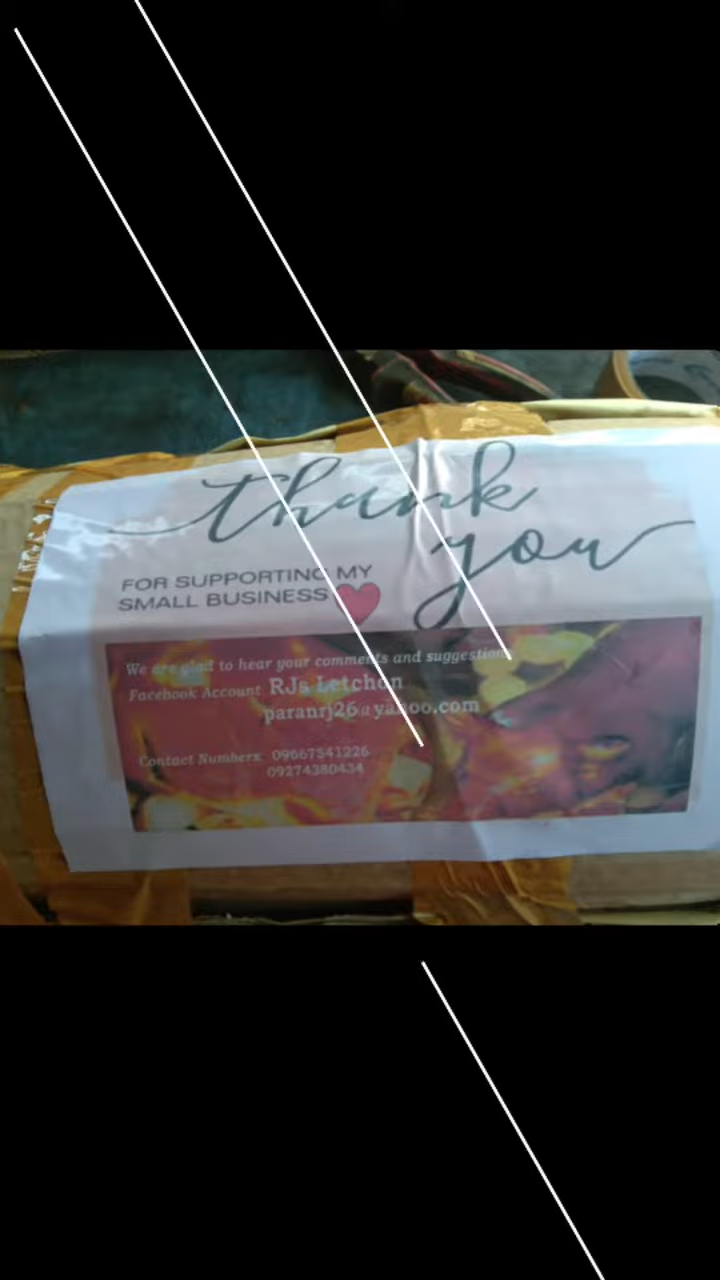 thank
you
FOR SUPPORTING MY
SMALL BUSINESS
We are glad to hear your comments and suggestions
Facebook Account RJs Letchon
paranrj26@yahoo.com
Contact Numbers: 09667541226
09274380434